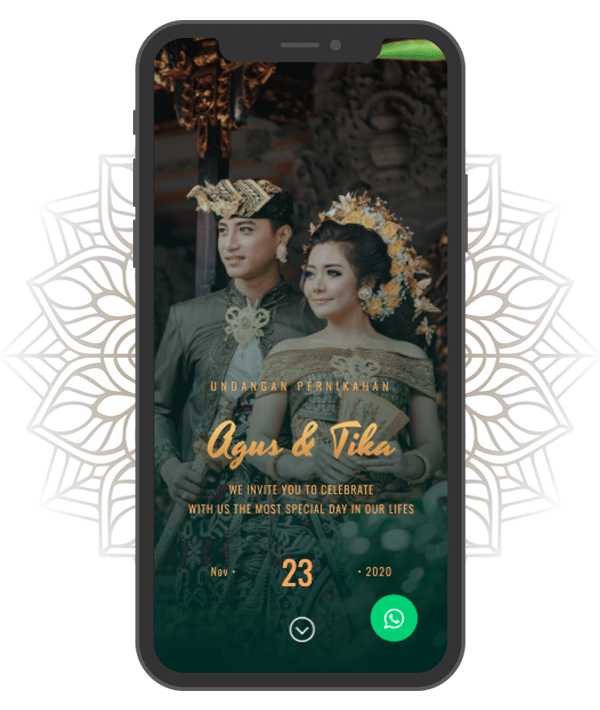 UNDANGAN PERNIKAHAN
Agus & Tika
WE INVITE YOU TO CELEBRATE
WITH US THE MOST SPECIAL DAY IN OUR LIFES
Nov • 23 • 2020